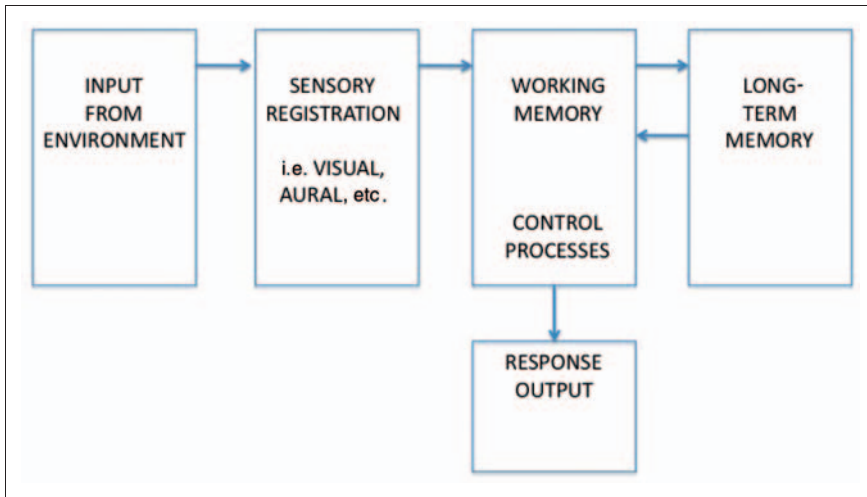 INPUT
FROM
ENVIRONMENT
SENSORY
REGISTRATION
i.e. VISUAL,
AURAL, etc.
WORKING
MEMORY
CONTROL
PROCESSES
LONG-
TERM
MEMORY
RESPONSE
OUTPUT